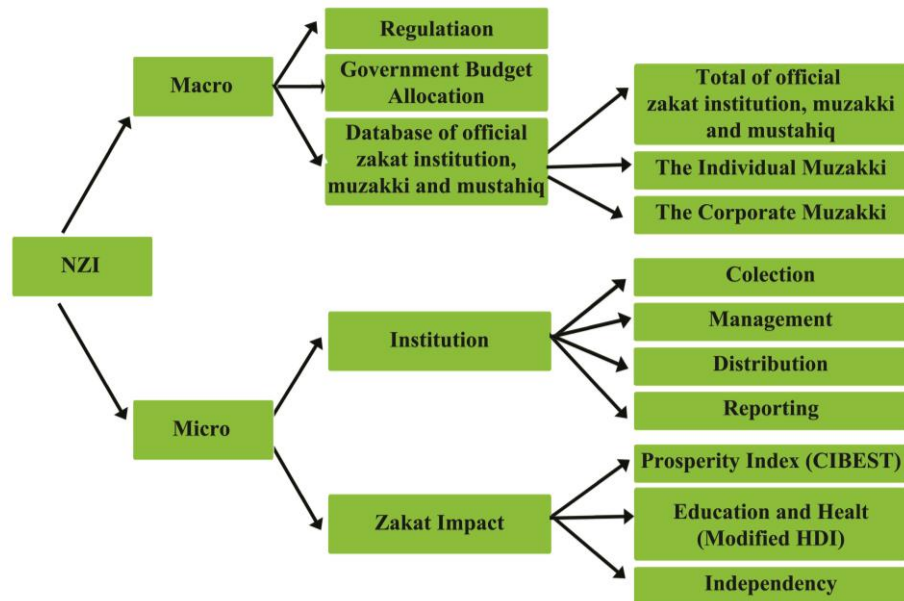 NZI
Macro
Regulatiaon
Government Budget
Allocation
Database of official
zakat institution,
muzakki and mustahiq
Total of official
zakat institution, muzakki
and mustahiq
The Individual Muzakki
The Corporate Muzakki
Micro
Institution
Colection
Management
Distribution
Reporting
Zakat Impact
Prosperity Index (CIBEST)
Education and Healt
(Modified HDI)
Independency